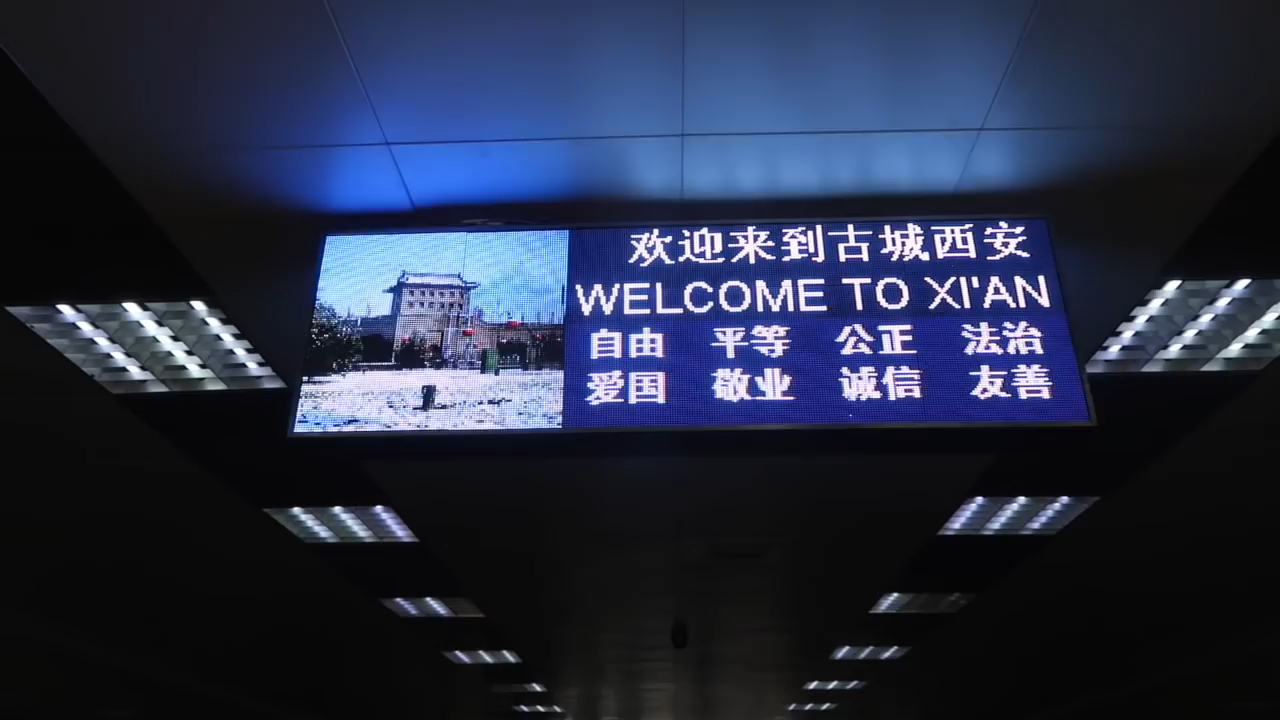 欢迎来到古城西安
WELCOME TO XI'AN
自由 平等 公正 法治
爱国 敬业 诚信 友善